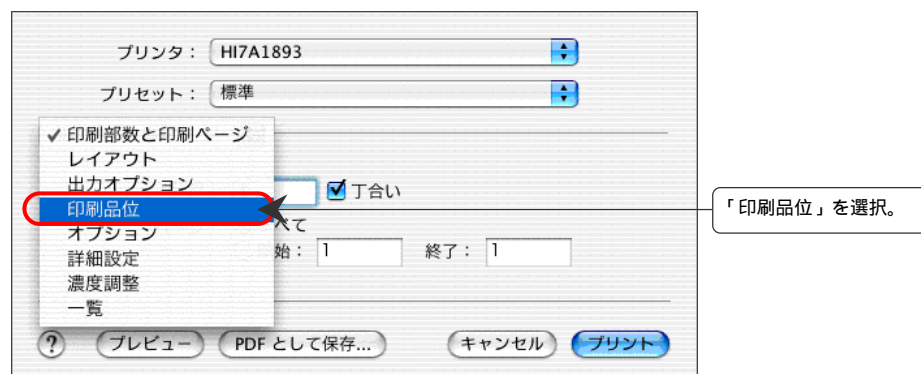 プリンタ： HI7A1893
プリセット： 標準
✓ 印刷部数と印刷ページ
レイアウト
出力オプション
丁合い
印刷品位
「印刷品位」を選択。
べて
オプション
始： 1 終了： 1
詳細設定
濃度調整
一覧
? プレビュー PDF として保存... キャンセル プリント